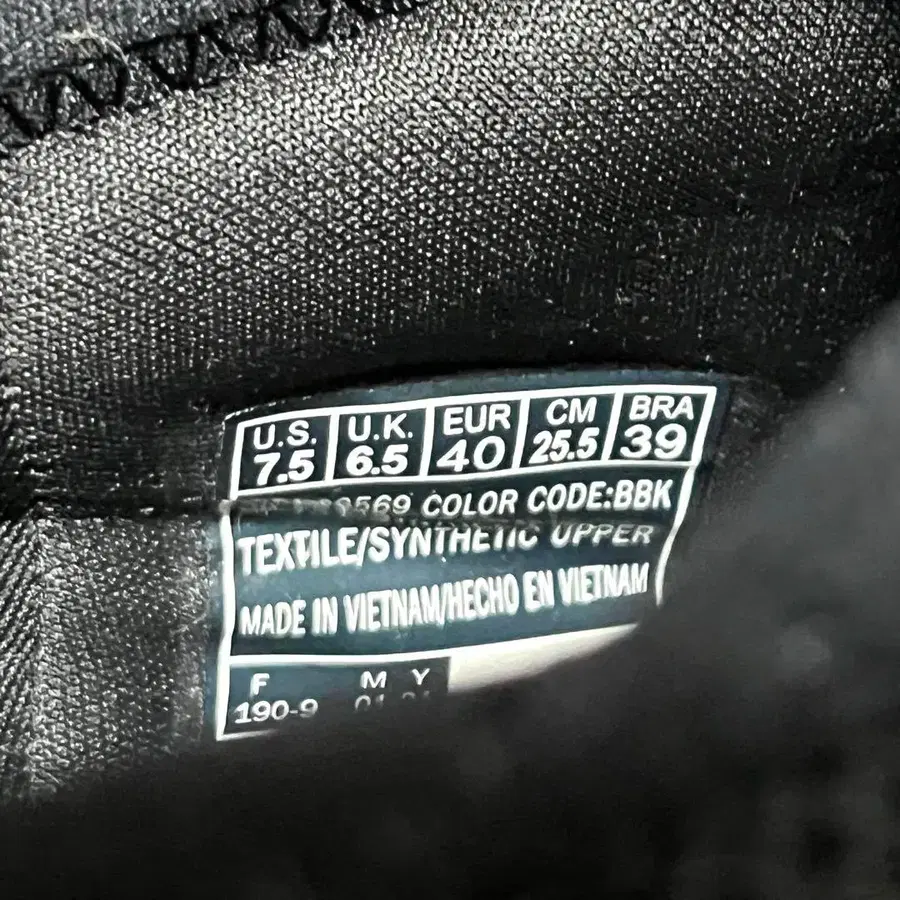 U.S. U.K. EUR CM BRA
7.5 6.5 40 25.5 39
COLOR CODE:BBK
TEXTILE/SYNTHETIC UPPER
MADE IN VIETNAM/HECHO EN VIETNAM
F M Y
190-9 01